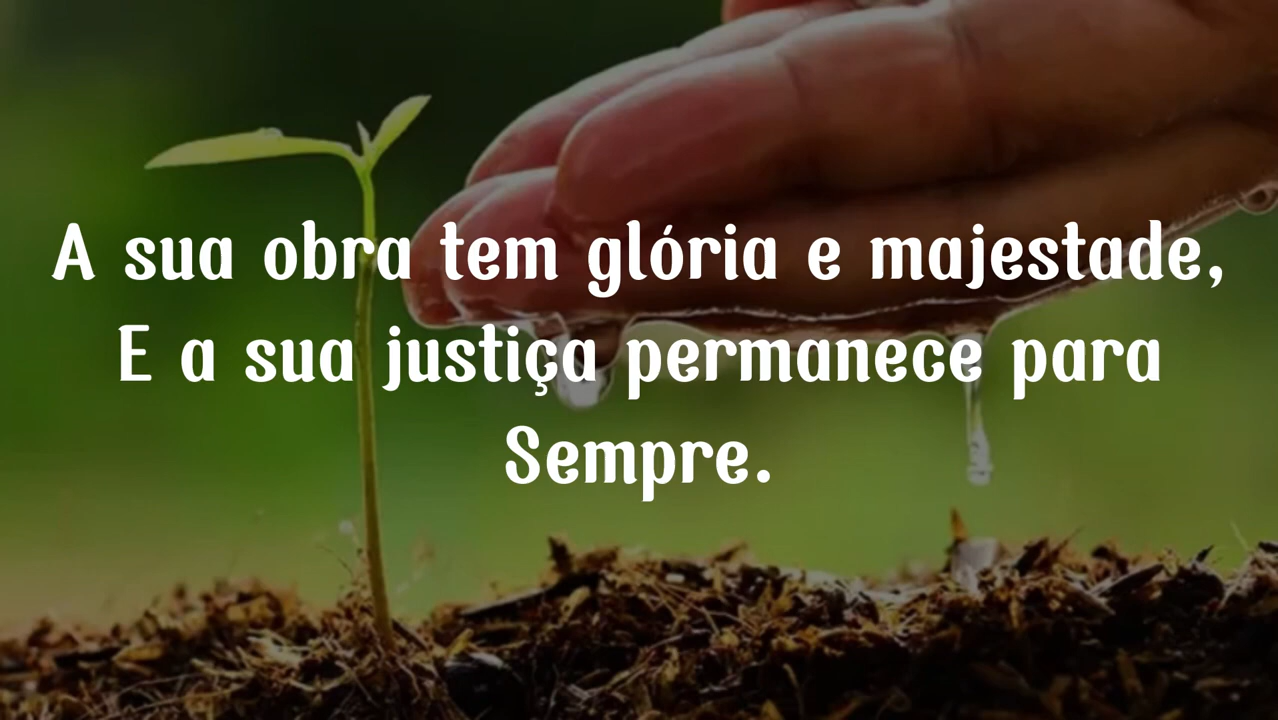 A sua obra tem glória e majestade,
E a sua justiça permanece para
Sempre.